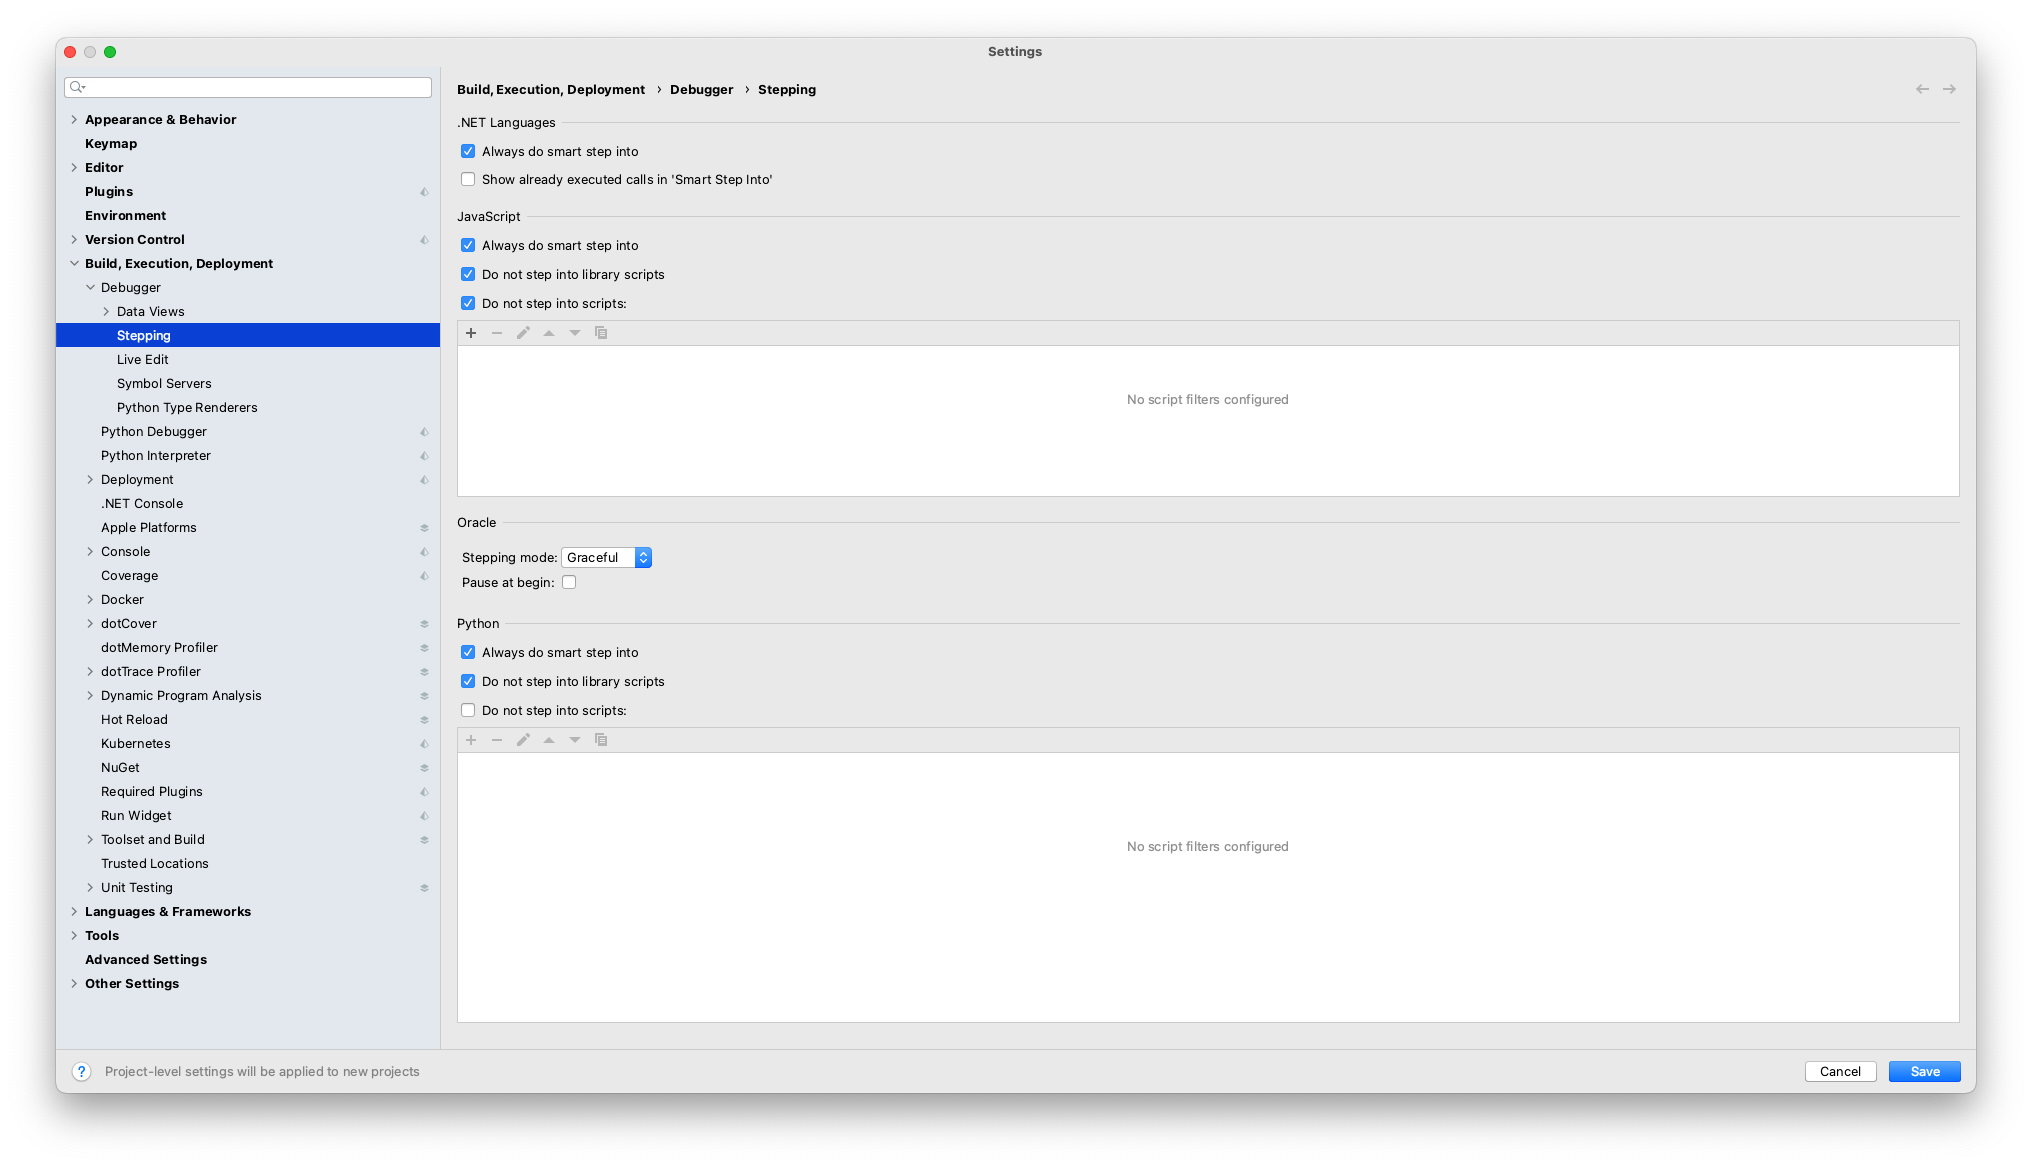 Settings
Appearance & Behavior
Keymap
Editor
Plugins
Environment
Version Control
Build, Execution, Deployment
Debugger
Data Views
Stepping
Live Edit
Symbol Servers
Python Type Renderers
Python Debugger
Python Interpreter
Deployment
.NET Console
Apple Platforms
Console
Coverage
Docker
dotCover
dotMemory Profiler
dotTrace Profiler
Dynamic Program Analysis
Hot Reload
Kubernetes
NuGet
Required Plugins
Run Widget
Toolset and Build
Trusted Locations
Unit Testing
Languages & Frameworks
Tools
Advanced Settings
Other Settings
Build, Execution, Deployment › Debugger › Stepping
.NET Languages
Always do smart step into
Show already executed calls in 'Smart Step Into'
JavaScript
Always do smart step into
Do not step into library scripts
Do not step into scripts:
No script filters configured
Oracle
Stepping mode: Graceful
Pause at begin:
Python
Always do smart step into
Do not step into library scripts
Do not step into scripts:
No script filters configured
? Project-level settings will be applied to new projects
Cancel Save